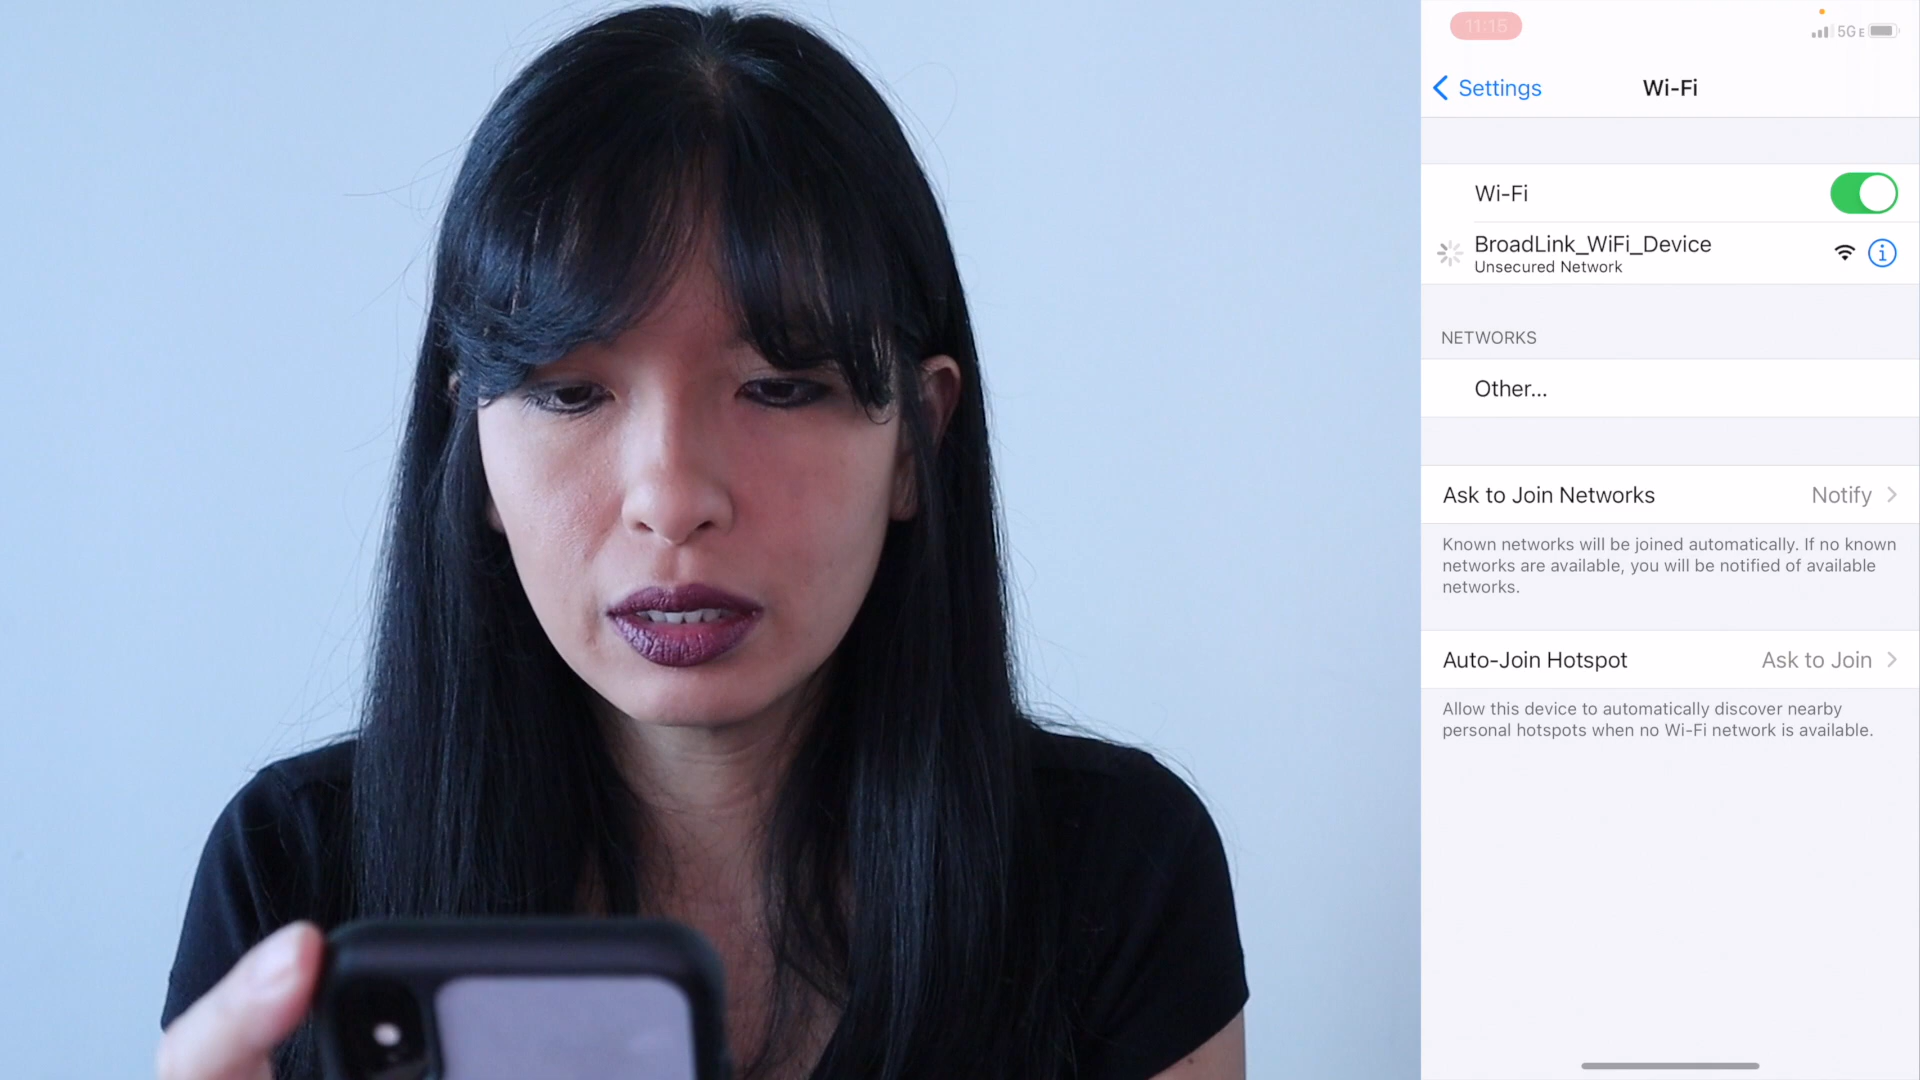 11:15
5GE
Settings
Wi-Fi
Wi-Fi
BroadLink_WiFi_Device
Unsecured Network
NETWORKS
Other...
Ask to Join Networks
Notify
Known networks will be joined automatically. If no known
networks are available, you will be notified of available
networks.
Auto-Join Hotspot
Ask to Join
Allow this device to automatically discover nearby
personal hotspots when no Wi-Fi network is available.